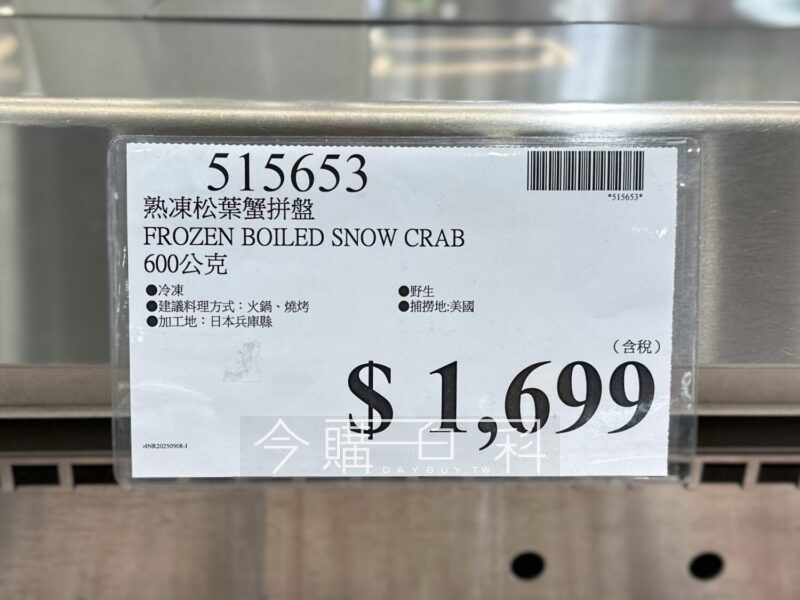 515653
*515653*
熟凍松葉蟹拼盤
FROZEN BOILED SNOW CRAB
600公克
●冷凍
●野生
●建議料理方式：火鍋、燒烤
●捕撈地:美國
●加工地：日本兵庫縣
（含稅）
$ 1,699
今購百科
DAYBUY.TW